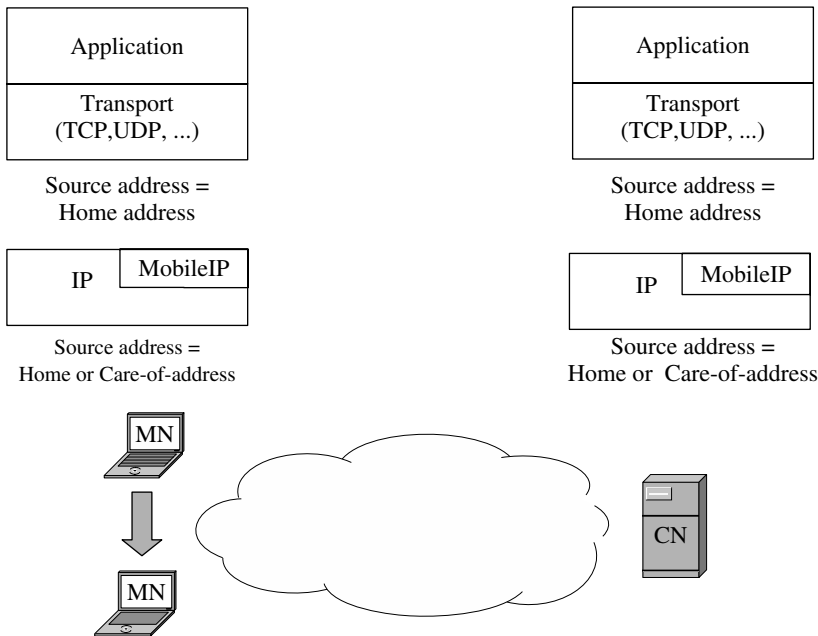 Application
Transport
(TCP,UDP, ...)
Source address =
Home address
IP
MobileIP
Source address =
Home or Care-of-address
MN
MN
Application
Transport
(TCP,UDP, ...)
Source address =
Home address
IP
MobileIP
Source address =
Home or Care-of-address
CN